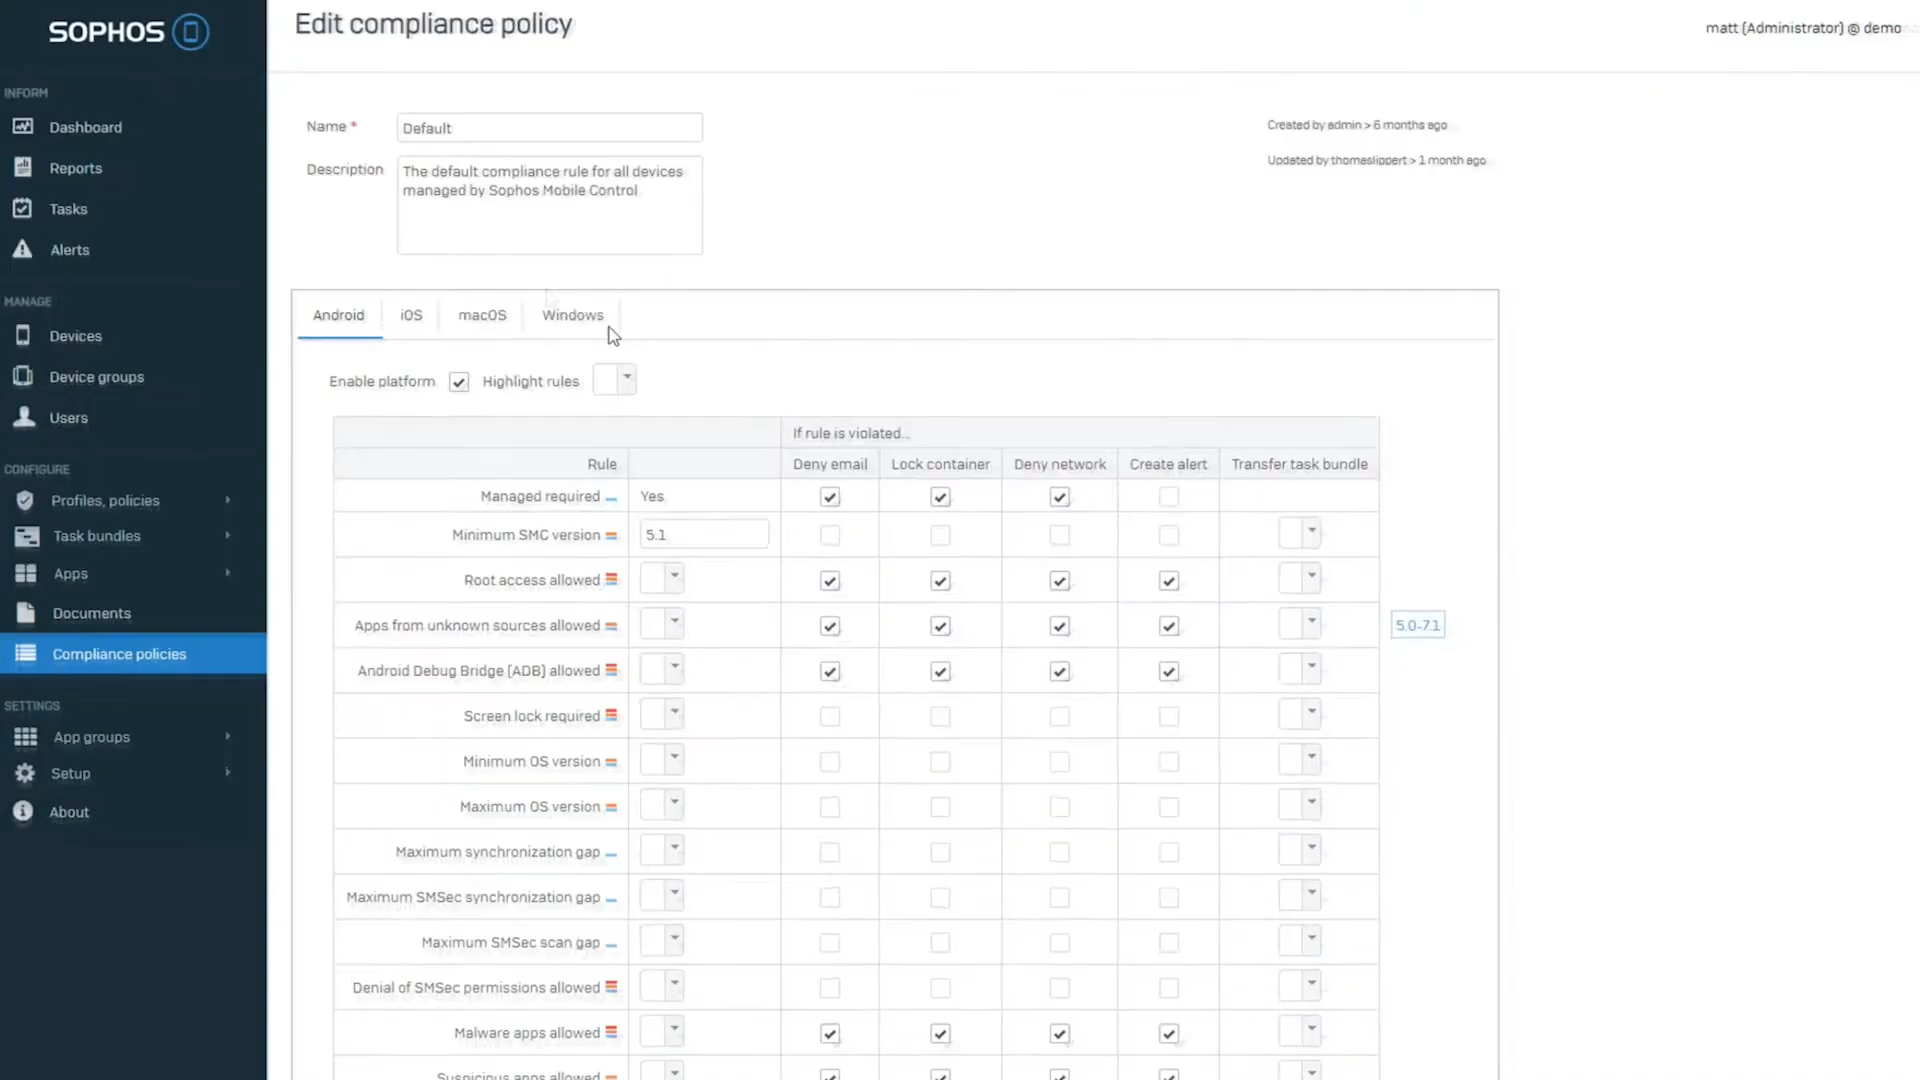 SOPHOS
Edit compliance policy
matt (Administrator) @ demo
INFORM
Dashboard
Reports
Tasks
Alerts
MANAGE
Devices
Device groups
Users
CONFIGURE
Profiles, policies
Task bundles
Apps
Documents
Compliance policies
SETTINGS
App groups
Setup
About
Name *
Default
Created by admin > 6 months ago
Description
The default compliance rule for all devices
managed by Sophos Mobile Control
Updated by thomaslippert > 1 month ago
Android iOS macOS Windows
Enable platform Highlight rules
If rule is violated...
Rule Deny email Lock container Deny network Create alert Transfer task bundle
Managed required Yes
Minimum SMC version 5.1
Root access allowed
Apps from unknown sources allowed 5.0-7.1
Android Debug Bridge (ADB) allowed
Screen lock required
Minimum OS version
Maximum OS version
Maximum synchronization gap
Maximum SMSec synchronization gap
Maximum SMSec scan gap
Denial of SMSec permissions allowed
Malware apps allowed
Suspicious apps allowed